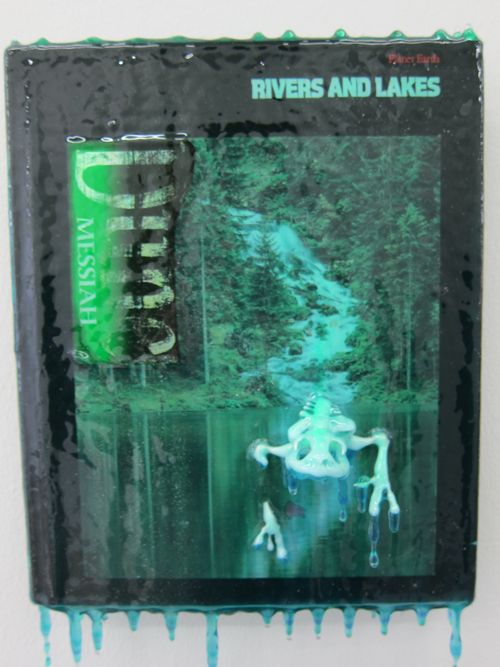 Planet Earth
RIVERS AND LAKES
Dune
MESSIAH